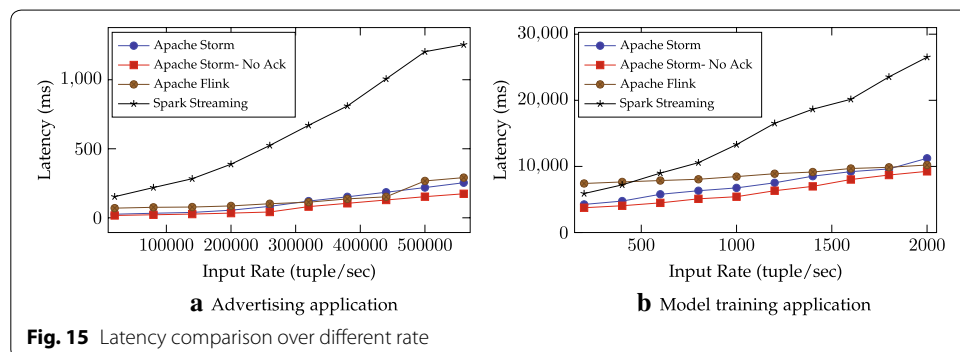 Apache Storm
Apache Storm- No Ack
Apache Flink
Spark Streaming
1,000
500
0
Latency (ms)
100000 200000 300000 400000 500000
Input Rate (tuple/sec)
a Advertising application
30,000
20,000
10,000
0
Latency (ms)
Apache Storm
Apache Storm- No Ack
Apache Flink
Spark Streaming
500 1000 1500 2000
Input Rate (tuple/sec)
b Model training application
Fig. 15 Latency comparison over different rate